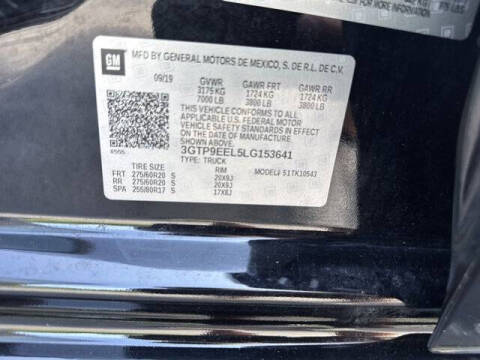 GM
MFD BY GENERAL MOTORS DE MEXICO, S. DE R.L. DE C.V.
09/19 GVWR GAWR FRT GAWR RR
3175 KG 1724 KG 1724 KG
7000 LB 3800 LB 3800 LB
THIS VEHICLE CONFORMS TO ALL
APPLICABLE U.S. FEDERAL MOTOR
VEHICLE SAFETY
IN EFFECT ON THE DATE OF
MANUFACTURE SHOWN ABOVE.
3GTP9EEL5LG153641
TYPE: TRUCK MODEL#
TIRE SIZE RIM
FRT 275/60R20 S 20X9J
RR 275/60R20 S 20X9J
SPA 255/80R17 S 17X8J